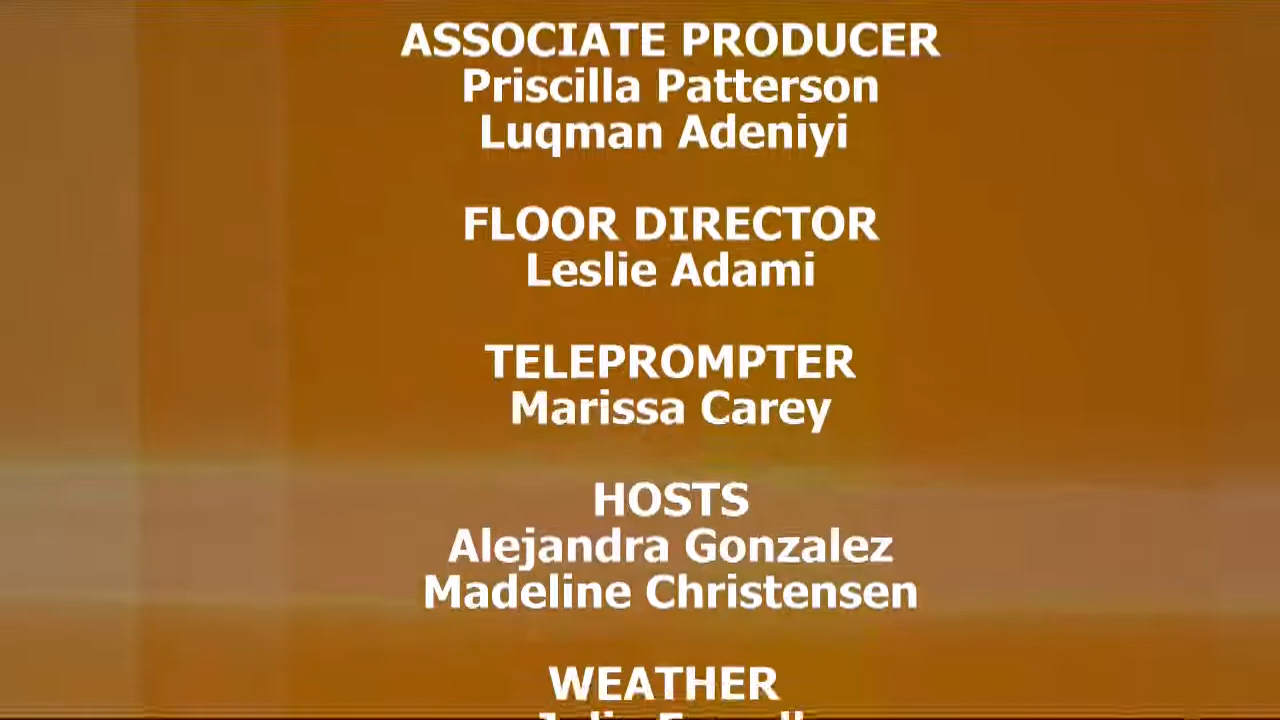 ASSOCIATE PRODUCER
Priscilla Patterson
Luqman Adeniyi
FLOOR DIRECTOR
Leslie Adami
TELEPROMPTER
Marissa Carey
HOSTS
Alejandra Gonzalez
Madeline Christensen
WEATHER